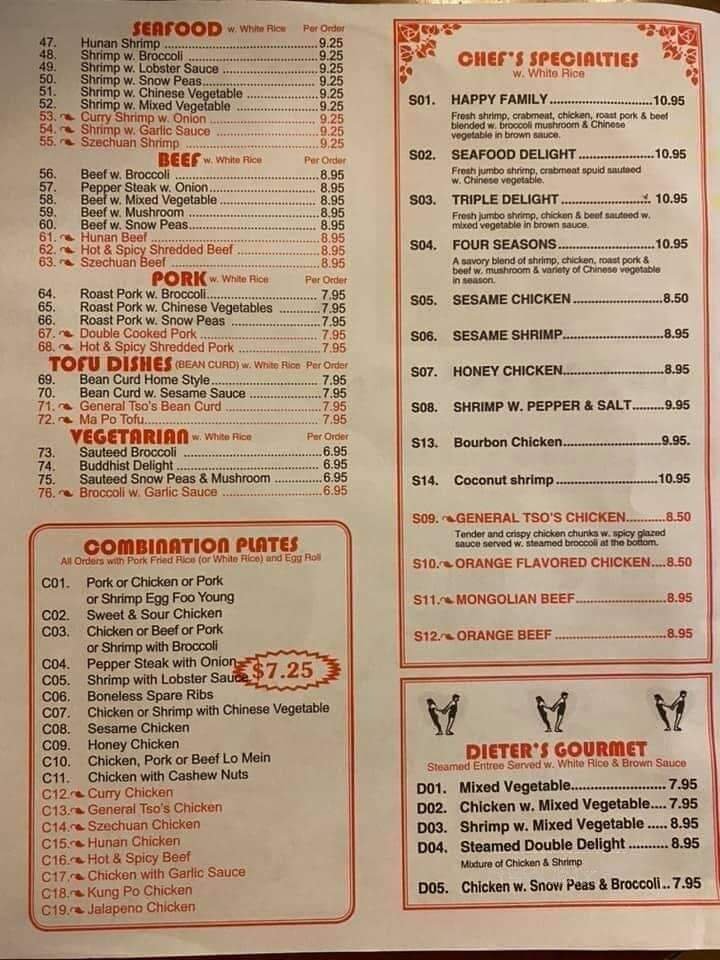 SEAFOOD w. White Rice Per Order
47. Hunan Shrimp 9.25
48. Shrimp w. Broccoli 9.25
49. Shrimp w. Lobster Sauce 9.25
50. Shrimp w. Snow Peas 9.25
51. Shrimp w. Chinese Vegetable 9.25
52. Shrimp w. Mixed Vegetable 9.25
53. Curry Shrimp w. Onion 9.25
54. Shrimp w. Garlic Sauce 9.25
55. Szechuan Shrimp 9.25
BEEF w. White Rice Per Order
56. Beef w. Broccoli 8.95
57. Pepper Steak w. Onion 8.95
58. Beef w. Mixed Vegetable 8.95
59. Beef w. Mushroom 8.95
60. Beef w. Snow Peas 8.95
61. Hunan Beef 8.95
62. Hot & Spicy Shredded Beef 8.95
63. Szechuan Beef 8.95
PORK w. White Rice Per Order
64. Roast Pork w. Broccoli 7.95
65. Roast Pork w. Chinese Vegetables 7.95
66. Roast Pork w. Snow Peas 7.95
67. Double Cooked Pork 7.95
68. Hot & Spicy Shredded Pork 7.95
TOFU DISHES (BEAN CURD) w. White Rice Per Order
69. Bean Curd Home Style 7.95
70. Bean Curd w. Sesame Sauce 7.95
71. General Tso's Bean Curd 7.95
72. Ma Po Tofu 7.95
VEGETARIAN w. White Rice Per Order
73. Sauteed Broccoli 6.95
74. Buddhist Delight 6.95
75. Sauteed Snow Peas & Mushroom 6.95
76. Broccoli w. Garlic Sauce 6.95
COMBINATION PLATES
All Orders with Pork Fried Rice (or White Rice) and Egg Roll
C01. Pork or Chicken or Pork
or Shrimp Egg Foo Young
C02. Sweet & Sour Chicken
C03. Chicken or Beef or Pork
or Shrimp with Broccoli
C04. Pepper Steak with Onion
C05. Shrimp with Lobster Sauce
$7.25
C06. Boneless Spare Ribs
C07. Chicken or Shrimp with Chinese Vegetable
C08. Sesame Chicken
C09. Honey Chicken
C10. Chicken, Pork or Beef Lo Mein
C11. Chicken with Cashew Nuts
C12. Curry Chicken
C13. General Tso's Chicken
C14. Szechuan Chicken
C15. Hunan Chicken
C16. Hot & Spicy Beef
C17. Chicken with Garlic Sauce
C18. Kung Po Chicken
C19. Jalapeno Chicken
CHEF'S SPECIALTIES
w. White Rice
S01. HAPPY FAMILY 10.95
Fresh shrimp, crabmeat, chicken, roast pork & beef
blended w. broccoli mushroom & Chinese
vegetable in brown sauce.
S02. SEAFOOD DELIGHT 10.95
Fresh jumbo shrimp, crabmeat spuid sauteed
w. Chinese vegetable.
S03. TRIPLE DELIGHT 10.95
Fresh jumbo shrimp, chicken & beef sauteed w.
mixed vegetable in brown sauce.
S04. FOUR SEASONS 10.95
A savory blend of shrimp, chicken, roast pork &
beef w. mushroom & variety of Chinese vegetable
in season.
S05. SESAME CHICKEN 8.50
S06. SESAME SHRIMP 8.95
S07. HONEY CHICKEN 8.95
S08. SHRIMP W. PEPPER & SALT 9.95
S13. Bourbon Chicken 9.95.
S14. Coconut shrimp 10.95
S09. GENERAL TSO'S CHICKEN 8.50
Tender and crispy chicken chunks w. spicy glazed
sauce served w. steamed broccoli at the bottom.
S10. ORANGE FLAVORED CHICKEN 8.50
S11. MONGOLIAN BEEF 8.95
S12. ORANGE BEEF 8.95
DIETER'S GOURMET
Steamed Entree Served w. White Rice & Brown Sauce
D01. Mixed Vegetable 7.95
D02. Chicken w. Mixed Vegetable 7.95
D03. Shrimp w. Mixed Vegetable 8.95
D04. Steamed Double Delight 8.95
Mixture of Chicken & Shrimp
D05. Chicken w. Snow Peas & Broccoli 7.95